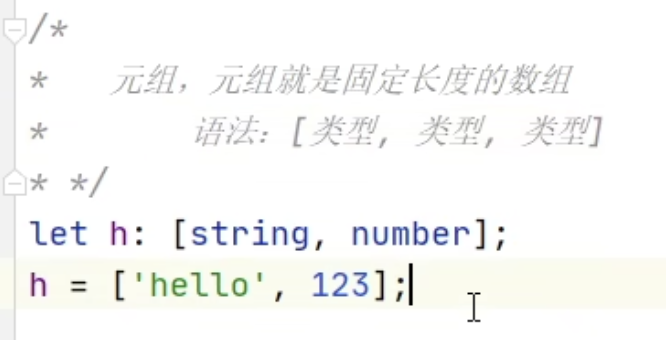 /*
*   元组，元组就是固定长度的数组
*       语法：[类型, 类型, 类型]
* */
let h: [string, number];
h = ['hello', 123];